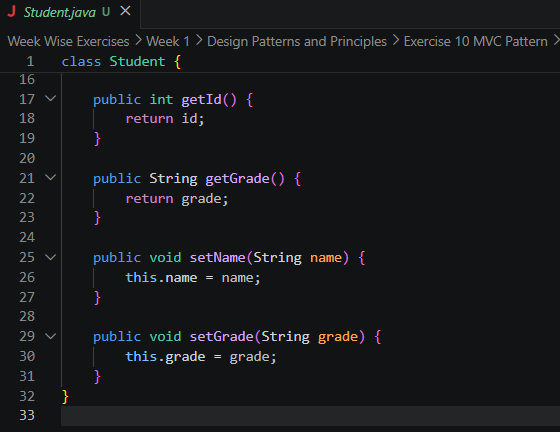 J Student.java U ×
Week Wise Exercises > Week 1 > Design Patterns and Principles > Exercise 10 MVC Pattern >
1 class Student {
16
17 public int getId() {
18 return id;
19 }
20
21 public String getGrade() {
22 return grade;
23 }
24
25 public void setName(String name) {
26 this.name = name;
27 }
28
29 public void setGrade(String grade) {
30 this.grade = grade;
31 }
32 }
33